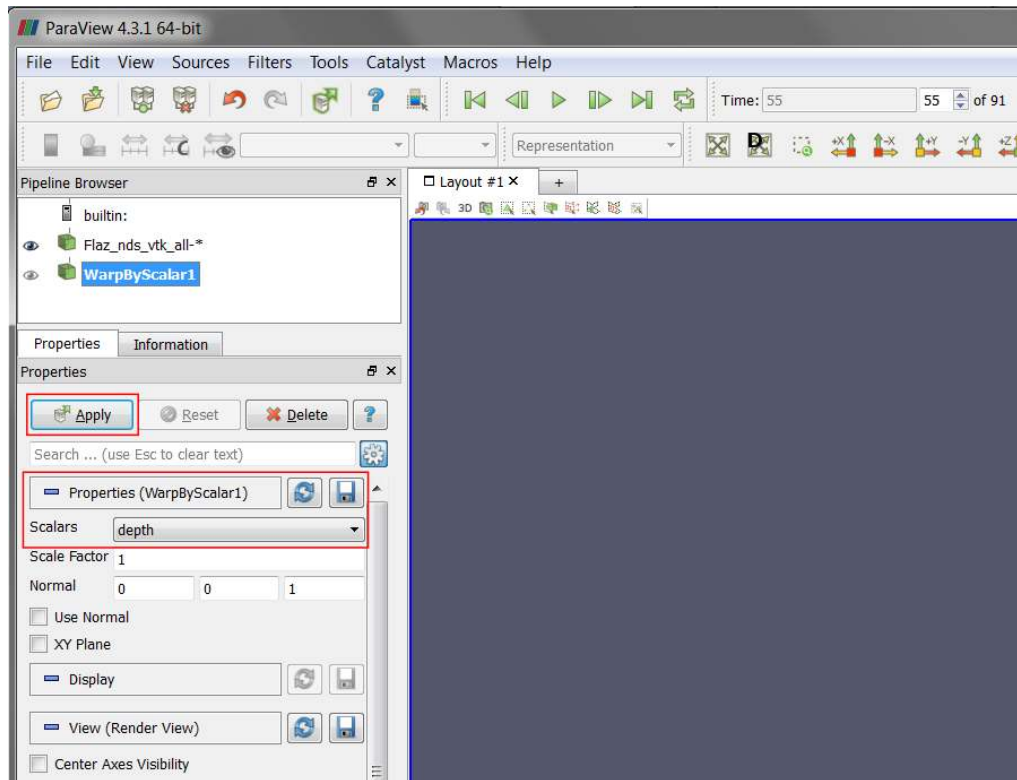 ParaView 4.3.1 64-bit
File Edit View Sources Filters Tools Catalyst Macros Help
Time: 55 55 of 91
Representation
D +X -X +Y -Y +Z
Pipeline Browser
Layout #1
3D
builtin:
Flaz_nds_vtk_all-*
WarpByScalar1
Properties Information
Properties
Apply Reset Delete ?
Search ... (use Esc to clear text)
Properties (WarpByScalar1)
Scalars depth
Scale Factor 1
Normal 0 0 1
Use Normal
XY Plane
Display
View (Render View)
Center Axes Visibility